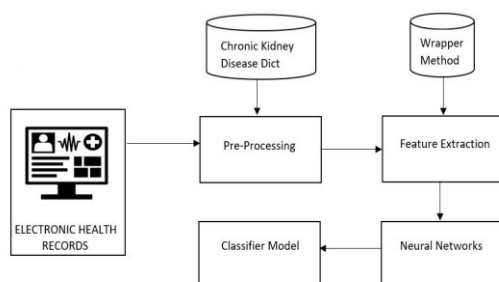 Chronic Kidney
Disease Dict
Wrapper
Method
Pre-Processing
Feature Extraction
ELECTRONIC HEALTH
RECORDS
Classifier Model
Neural Networks